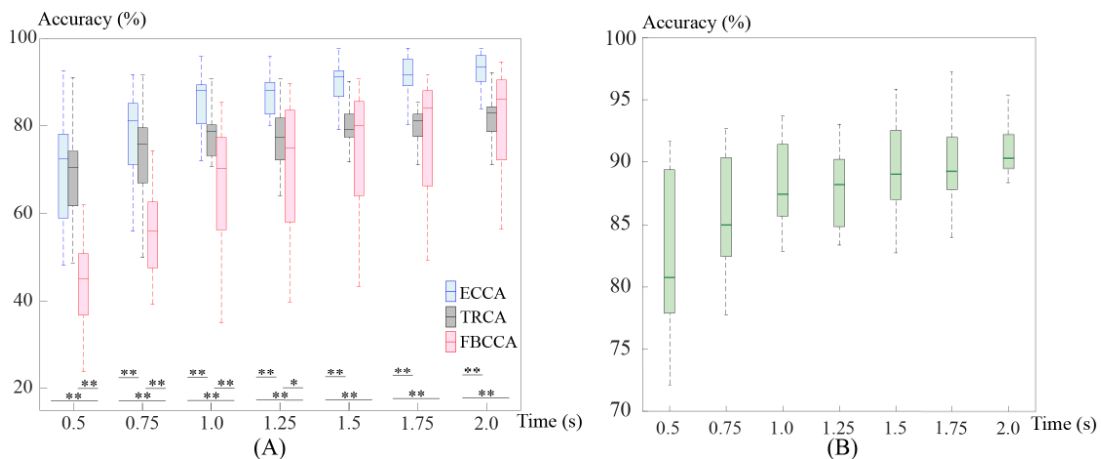 Accuracy (%)
100
80
60
40
20
ECCA
TRCA
FBCCA
** ** ** ** ** **
** ** ** *
** ** ** ** ** ** **
0.5 0.75 1.0 1.25 1.5 1.75 2.0 Time (s)
(A)
Accuracy (%)
100
95
90
85
80
75
70
0.5 0.75 1.0 1.25 1.5 1.75 2.0 Time (s)
(B)